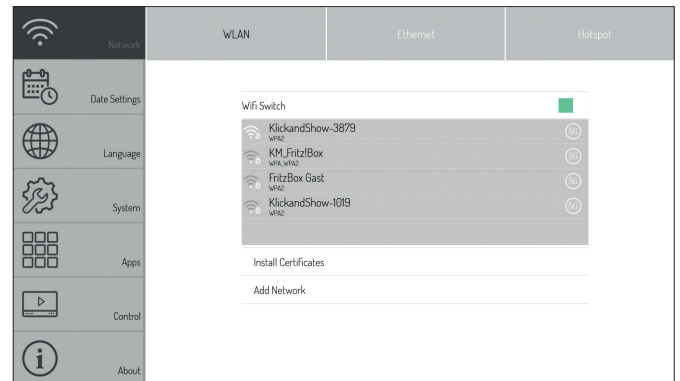 Network
WLAN
Ethernet
Hotspot
Date Settings
Language
System
Apps
Control
About
Wifi Switch
KlickandShow-3879
WPA2
5G
KM_Fritz!Box
WPA,WPA2
5G
FritzBox Gast
WPA2
5G
KlickandShow-1019
WPA2
5G
Install Certificates
Add Network